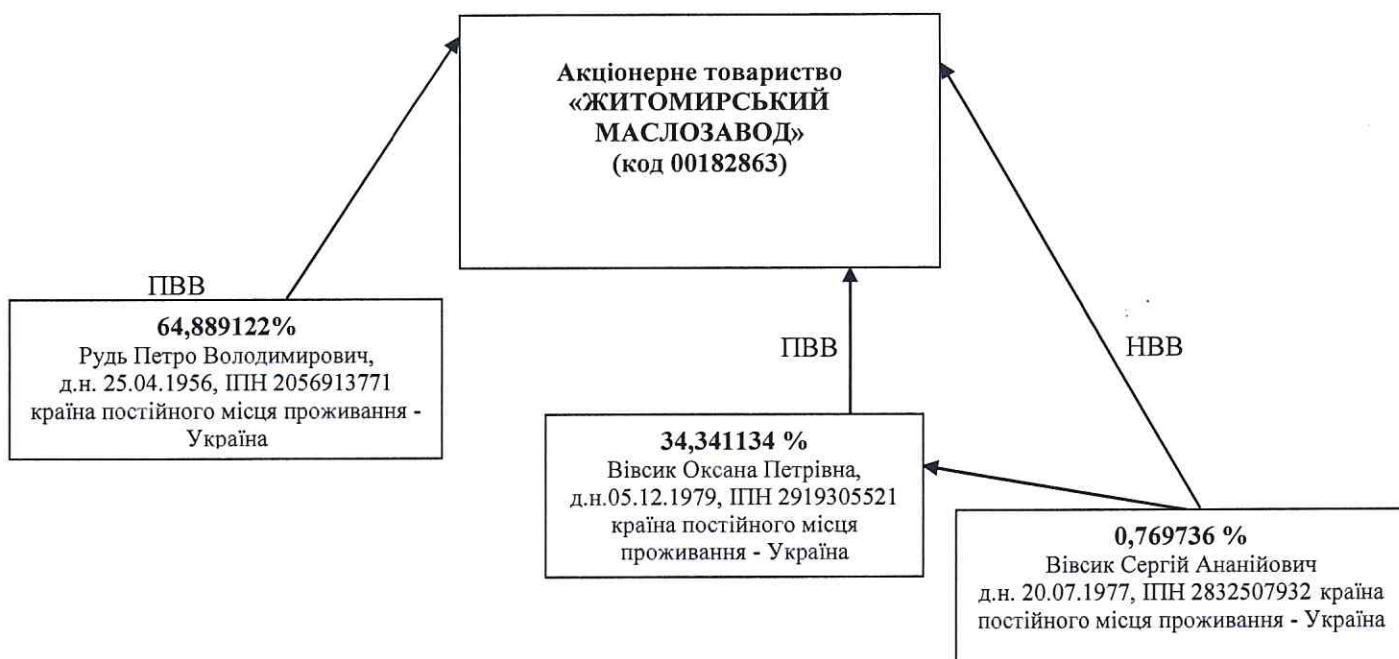 Акціонерне товариство
«ЖИТОМИРСЬКИЙ
МАСЛОЗАВОД»
(код 00182863)
ПВВ
64,889122%
Рудь Петро Володимирович,
д.н. 25.04.1956, ІПН 2056913771
країна постійного місця проживання -
Україна
ПВВ
34,341134 %
Вівсик Оксана Петрівна,
д.н.05.12.1979, ІПН 2919305521
країна постійного місця
проживання - Україна
НВВ
0,769736 %
Вівсик Сергій Ананійович
д.н. 20.07.1977, ІПН 2832507932 країна
постійного місця проживання - Україна